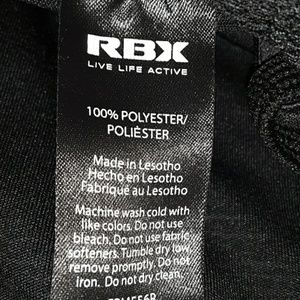 RBX
LIVE LIFE ACTIVE
100% POLYESTER/
POLIÉSTER
Made in Lesotho
Hecho en Lesotho
Fabriqué au Lesotho
Machine wash cold with
like colors. Do not use
bleach. Do not use fabric
softeners. Tumble dry low,
remove promptly. Do not
iron. Do not dry clean.